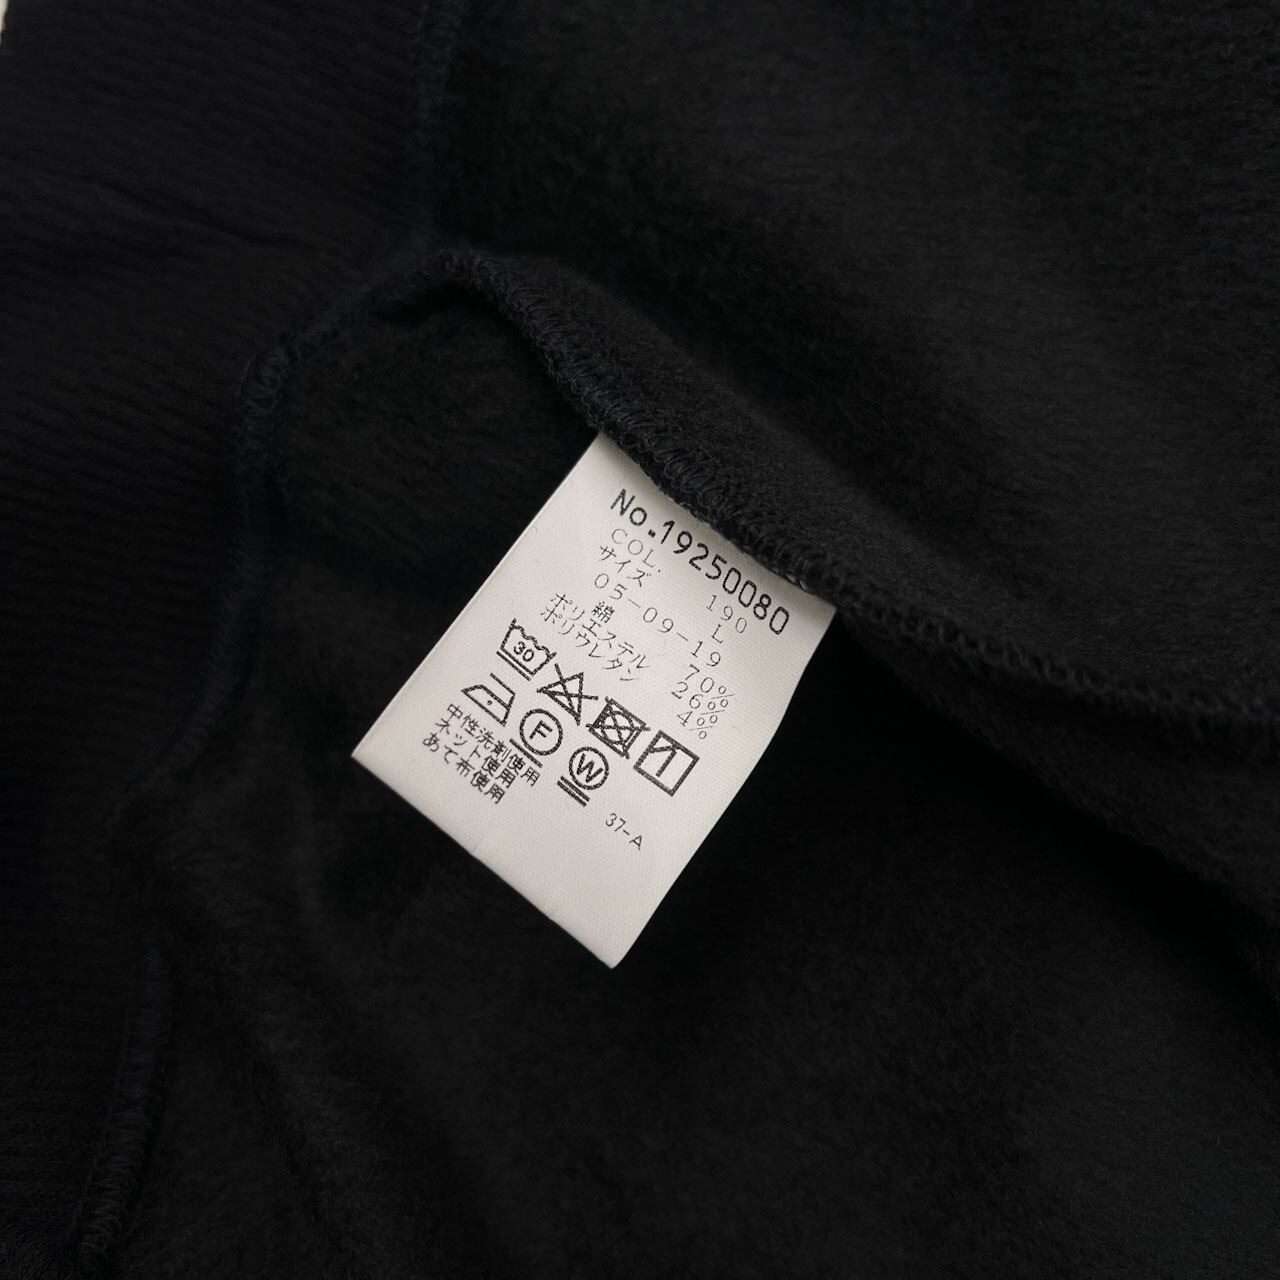 No.19250080
COL. 190
サイズ L
05-09-19
綿 70%
ポリエステル 26%
ポリウレタン 4%
30
F W
中性洗剤使用
ネット使用
あて布使用
37-A